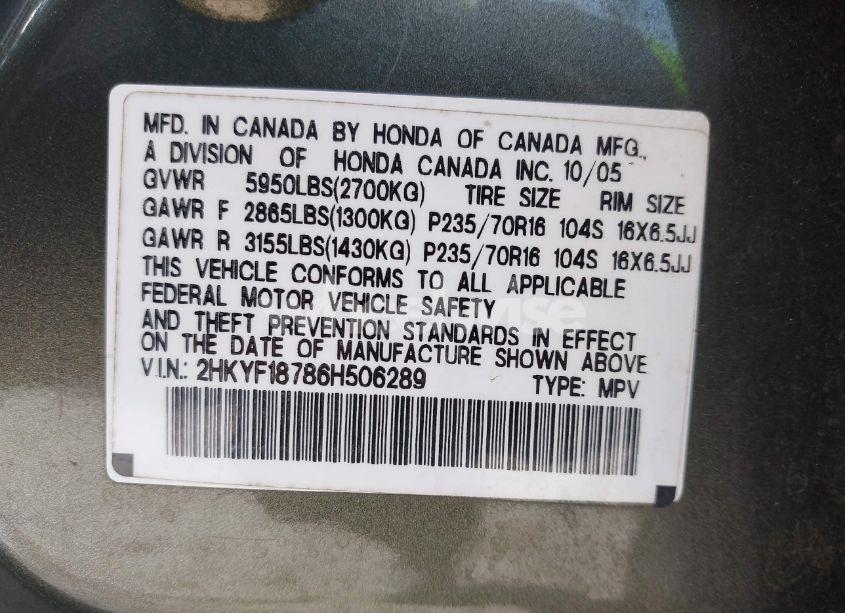 MFD. IN CANADA BY HONDA OF CANADA MFG.,
A DIVISION OF HONDA CANADA INC. 10/05
GVWR 5950LBS(2700KG) TIRE SIZE RIM SIZE
GAWR F 2865LBS(1300KG) P235/70R16 104S 16X6.5JJ
GAWR R 3155LBS(1430KG) P235/70R16 104S 16X6.5JJ
THIS VEHICLE CONFORMS TO ALL APPLICABLE
FEDERAL MOTOR VEHICLE SAFETY
AND THEFT PREVENTION STANDARDS IN EFFECT
ON THE DATE OF MANUFACTURE SHOWN ABOVE
V.I.N.: 2HKYF18786H506289 TYPE: MPV